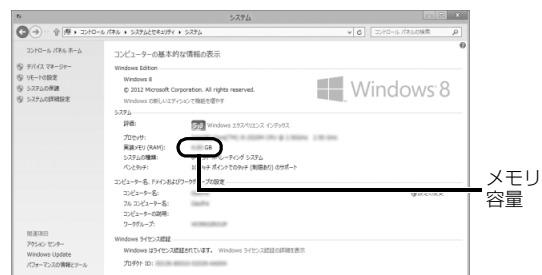 システム
コントロール パネル ▸ システムとセキュリティ ▸ システム
コントロール パネルの検索
コントロール パネル ホーム
デバイス マネージャー
リモートの設定
システムの保護
システムの詳細設定
コンピューターの基本的な情報の表示
Windows Edition
Windows 8
© 2012 Microsoft Corporation. All rights reserved.
Windows の新しいエディションで機能を増やす
Windows 8
システム
評価:
Windows エクスペリエンス インデックス
プロセッサ:
実装メモリ (RAM):
GB
システムの種類:
オペレーティング システム
ペンとタッチ:
ポイントでのタッチ (制限あり) のサポート
メモリ
容量
コンピューター名、ドメインおよびワークグループの設定
コンピューター名:
設定の変更
フル コンピューター名:
コンピューターの説明:
ワークグループ:
Windows ライセンス認証
Windows はライセンス認証されています。 Windows ライセンス認証の詳細を表示
プロダクト ID:
関連項目
アクション センター
Windows Update
パフォーマンスの情報とツール